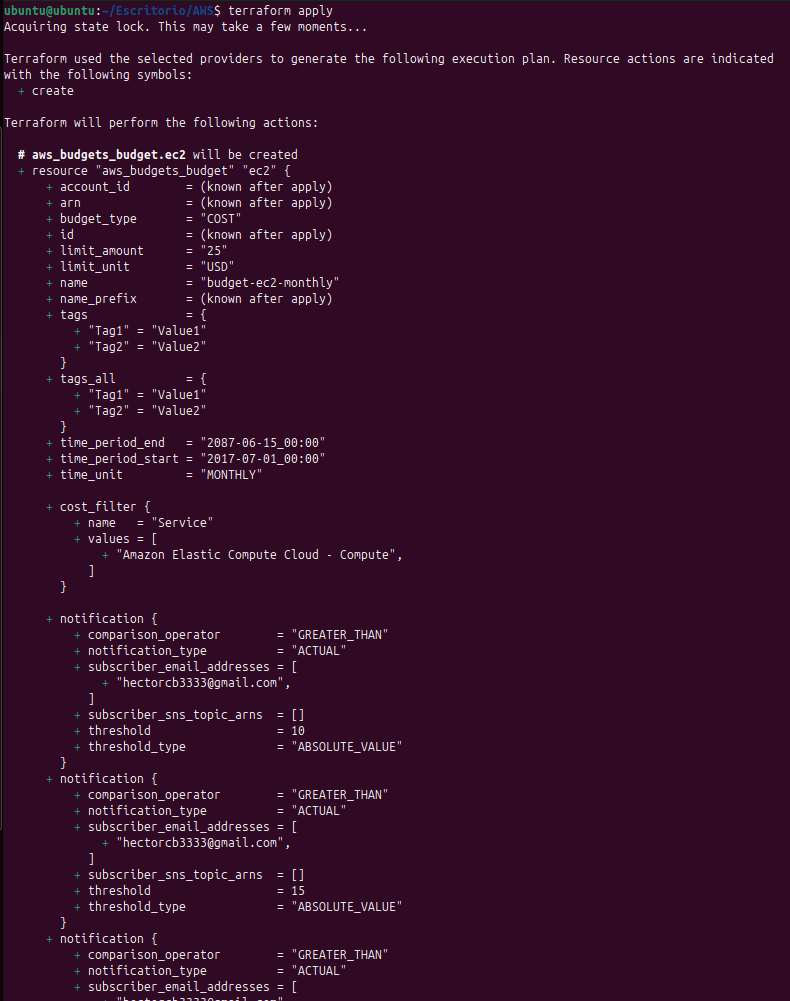 ubuntu@ubuntu:~/Escritorio/AWS$ terraform apply
Acquiring state lock. This may take a few moments...
Terraform used the selected providers to generate the following execution plan. Resource actions are indicated
with the following symbols:
  + create
Terraform will perform the following actions:
  # aws_budgets_budget.ec2 will be created
  + resource "aws_budgets_budget" "ec2" {
      + account_id        = (known after apply)
      + arn               = (known after apply)
      + budget_type       = "COST"
      + id                = (known after apply)
      + limit_amount      = "25"
      + limit_unit        = "USD"
      + name              = "budget-ec2-monthly"
      + name_prefix       = (known after apply)
      + tags              = {
          + "Tag1" = "Value1"
          + "Tag2" = "Value2"
        }
      + tags_all          = {
          + "Tag1" = "Value1"
          + "Tag2" = "Value2"
        }
      + time_period_end   = "2087-06-15_00:00"
      + time_period_start = "2017-07-01_00:00"
      + time_unit         = "MONTHLY"
      + cost_filter {
          + name   = "Service"
          + values = [
              + "Amazon Elastic Compute Cloud - Compute",
            ]
        }
      + notification {
          + comparison_operator        = "GREATER_THAN"
          + notification_type          = "ACTUAL"
          + subscriber_email_addresses = [
              + "hectorcb3333@gmail.com",
            ]
          + subscriber_sns_topic_arns  = []
          + threshold                  = 10
          + threshold_type             = "ABSOLUTE_VALUE"
        }
      + notification {
          + comparison_operator        = "GREATER_THAN"
          + notification_type          = "ACTUAL"
          + subscriber_email_addresses = [
              + "hectorcb3333@gmail.com",
            ]
          + subscriber_sns_topic_arns  = []
          + threshold                  = 15
          + threshold_type             = "ABSOLUTE_VALUE"
        }
      + notification {
          + comparison_operator        = "GREATER_THAN"
          + notification_type          = "ACTUAL"
          + subscriber_email_addresses = [